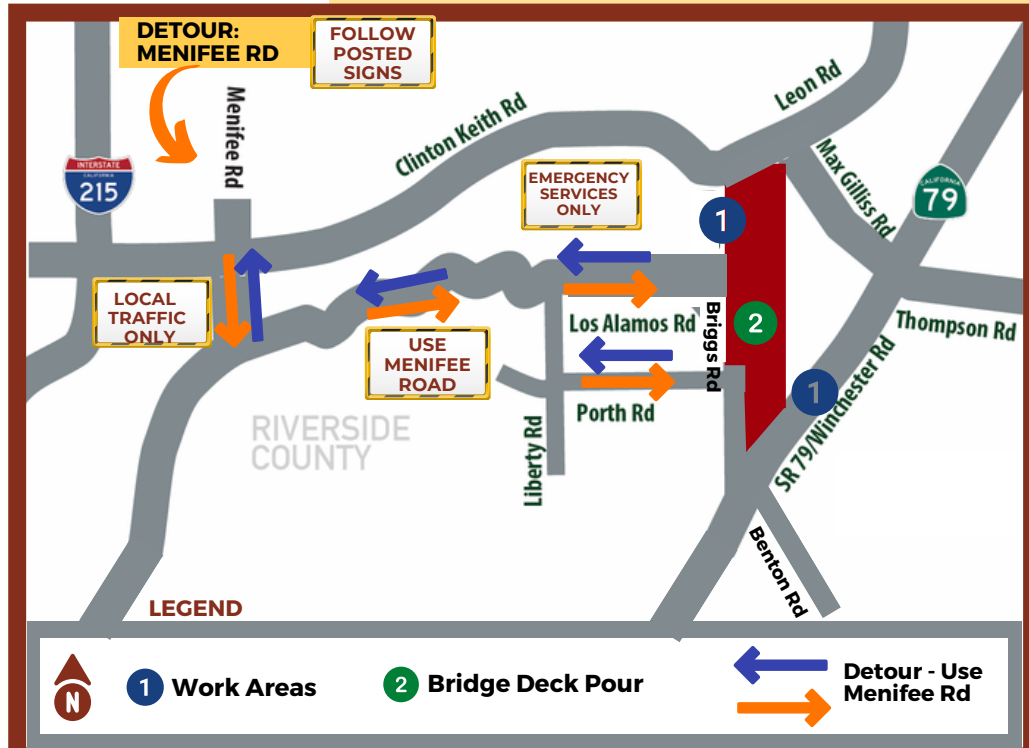 DETOUR:
MENIFEE RD
FOLLOW
POSTED
SIGNS
Menifee Rd
INTERSTATE
CALIFORNIA
215
Clinton Keith Rd
Leon Rd
Max Gilliss Rd
CALIFORNIA
79
EMERGENCY
SERVICES
ONLY
1
LOCAL
TRAFFIC
ONLY
USE
MENIFEE
ROAD
Los Alamos Rd
Briggs Rd
2
Thompson Rd
1
Porth Rd
Liberty Rd
SR 79/Winchester Rd
RIVERSIDE
COUNTY
Benton Rd
LEGEND
N
1 Work Areas
2 Bridge Deck Pour
Detour - Use
Menifee Rd